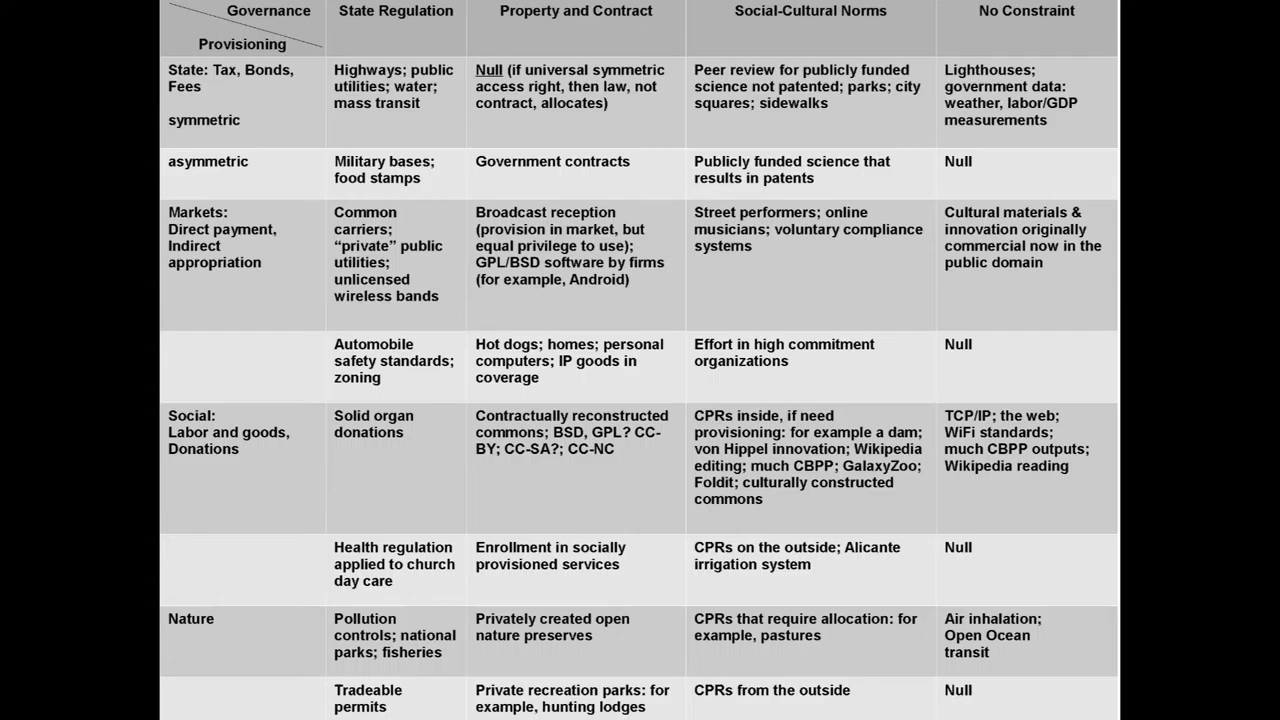 Governance
Provisioning
State Regulation
Property and Contract
Social-Cultural Norms
No Constraint
State: Tax, Bonds,
Fees
symmetric
Highways; public
utilities; water;
mass transit
Null (if universal symmetric
access right, then law, not
contract, allocates)
Peer review for publicly funded
science not patented; parks; city
squares; sidewalks
Lighthouses;
government data:
weather, labor/GDP
measurements
asymmetric
Military bases;
food stamps
Government contracts
Publicly funded science that
results in patents
Null
Markets:
Direct payment,
Indirect
appropriation
Common
carriers;
“private” public
utilities;
unlicensed
wireless bands
Broadcast reception
(provision in market, but
equal privilege to use);
GPL/BSD software by firms
(for example, Android)
Street performers; online
musicians; voluntary compliance
systems
Cultural materials &
innovation originally
commercial now in the
public domain
Automobile
safety standards;
zoning
Hot dogs; homes; personal
computers; IP goods in
coverage
Effort in high commitment
organizations
Null
Social:
Labor and goods,
Donations
Solid organ
donations
Contractually reconstructed
commons; BSD, GPL? CC-
BY; CC-SA?; CC-NC
CPRs inside, if need
provisioning: for example a dam;
von Hippel innovation; Wikipedia
editing; much CBPP; GalaxyZoo;
Foldit; culturally constructed
commons
TCP/IP; the web;
WiFi standards;
much CBPP outputs;
Wikipedia reading
Health regulation
applied to church
day care
Enrollment in socially
provisioned services
CPRs on the outside; Alicante
irrigation system
Null
Nature
Pollution
controls; national
parks; fisheries
Privately created open
nature preserves
CPRs that require allocation: for
example, pastures
Air inhalation;
Open Ocean
transit
Tradeable
permits
Private recreation parks: for
example, hunting lodges
CPRs from the outside
Null